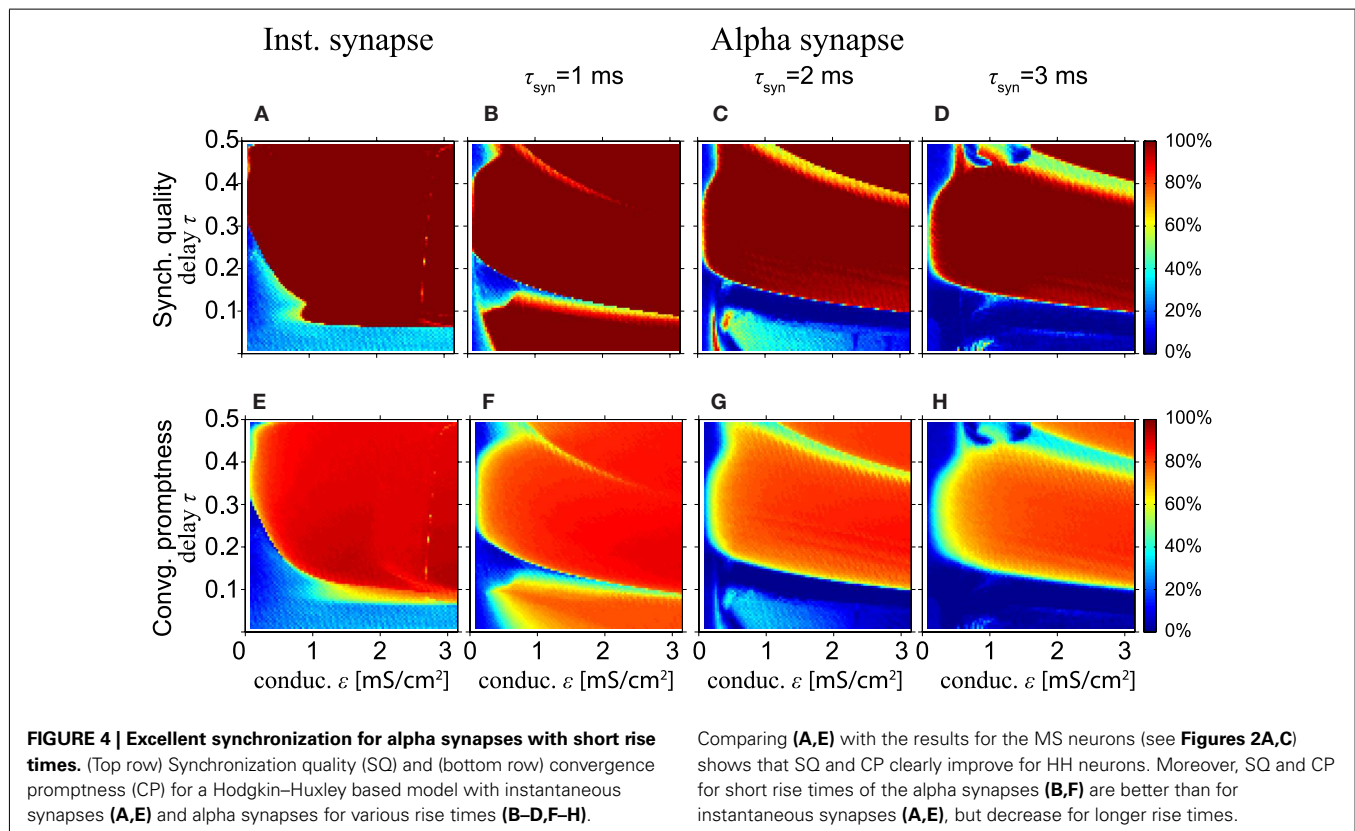 Inst. synapse
Alpha synapse
τsyn=1 ms
τsyn=2 ms
τsyn=3 ms
A
B
C
D
Synch. quality
delay τ
0.5
0.4
0.3
0.2
0.1
100%
80%
60%
40%
20%
0%
E
F
G
H
Convg. promptness
delay τ
0.5
0.4
0.3
0.2
0.1
100%
80%
60%
40%
20%
0%
0 1 2 3
0 1 2 3
0 1 2 3
0 1 2 3
conduc. ε [mS/cm²]
conduc. ε [mS/cm²]
conduc. ε [mS/cm²]
conduc. ε [mS/cm²]
FIGURE 4 | Excellent synchronization for alpha synapses with short rise
times. (Top row) Synchronization quality (SQ) and (bottom row) convergence
promptness (CP) for a Hodgkin–Huxley based model with instantaneous
synapses (A,E) and alpha synapses for various rise times (B–D,F–H).
Comparing (A,E) with the results for the MS neurons (see Figures 2A,C)
shows that SQ and CP clearly improve for HH neurons. Moreover, SQ and CP
for short rise times of the alpha synapses (B,F) are better than for
instantaneous synapses (A,E), but decrease for longer rise times.